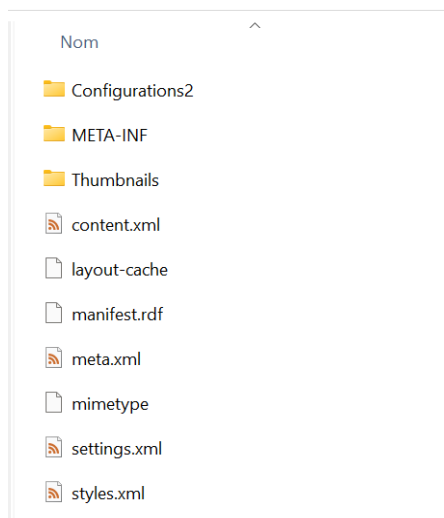 Nom
Configurations2
META-INF
Thumbnails
content.xml
layout-cache
manifest.rdf
meta.xml
mimetype
settings.xml
styles.xml